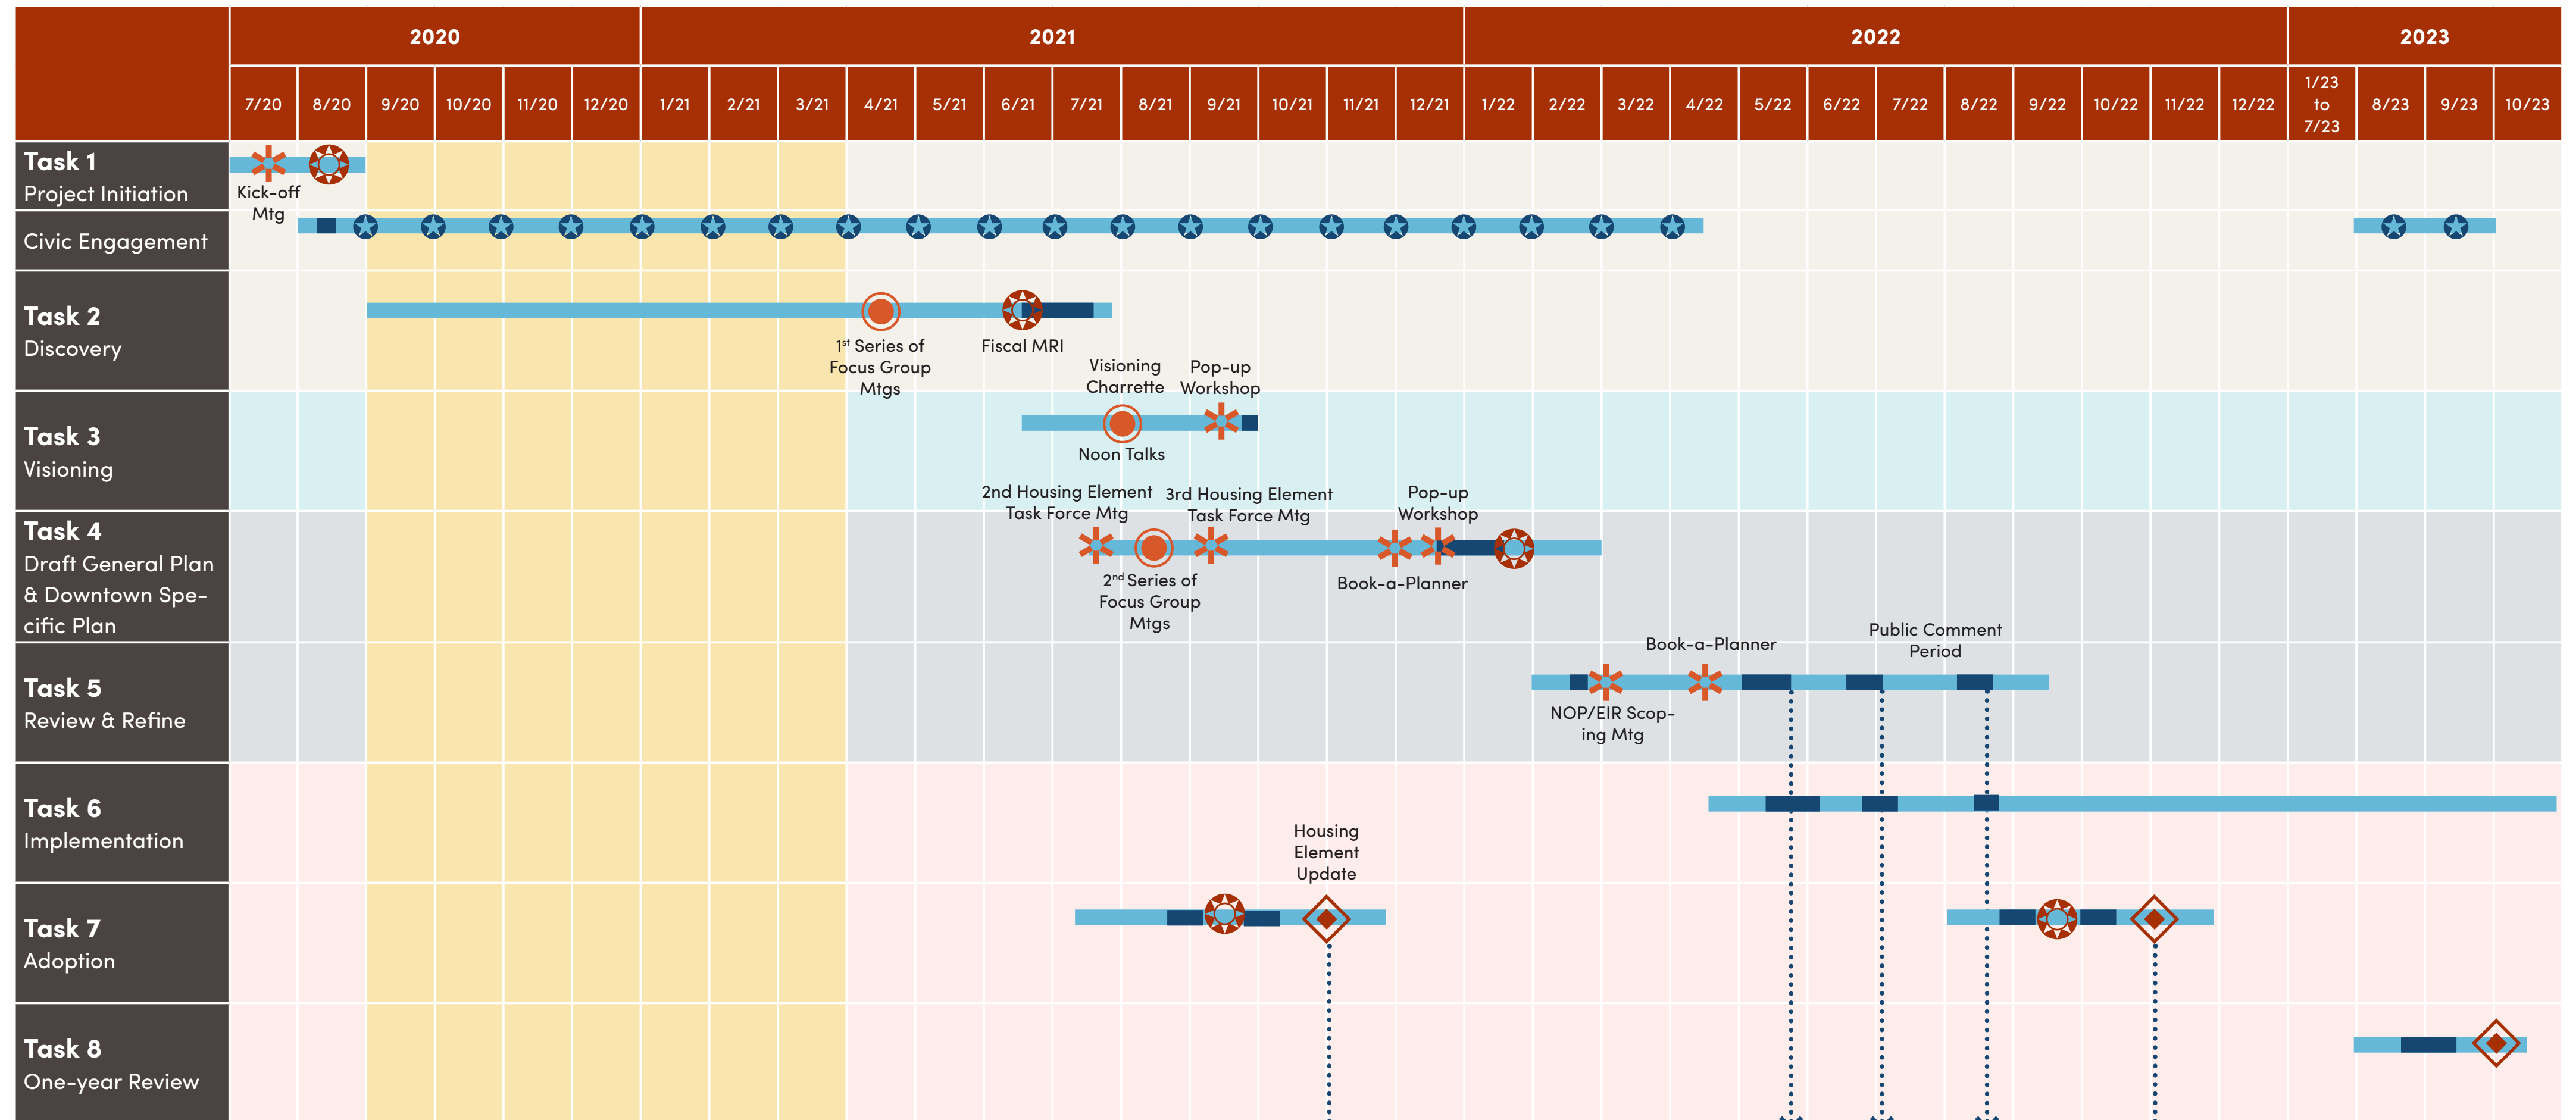 2020 2021 2022 2023
7/20 8/20 9/20 10/20 11/20 12/20 1/21 2/21 3/21 4/21 5/21 6/21 7/21 8/21 9/21 10/21 11/21 12/21 1/22 2/22 3/22 4/22 5/22 6/22 7/22 8/22 9/22 10/22 11/22 12/22 1/23 to 7/23 8/23 9/23 10/23
Task 1
Project Initiation
Kick-off
Mtg
Civic Engagement
Task 2
Discovery
1st Series of
Focus Group
Mtgs
Fiscal MRI
Visioning
Charrette
Pop-up
Workshop
Task 3
Visioning
Noon Talks
2nd Housing Element
Task Force Mtg
3rd Housing Element
Task Force Mtg
Pop-up
Workshop
Task 4
Draft General Plan
& Downtown Spe-
cific Plan
2nd Series of
Focus Group
Mtgs
Book-a-Planner
Book-a-Planner
Public Comment
Period
Task 5
Review & Refine
NOP/EIR Scop-
ing Mtg
Task 6
Implementation
Housing
Element
Update
Task 7
Adoption
Task 8
One-year Review